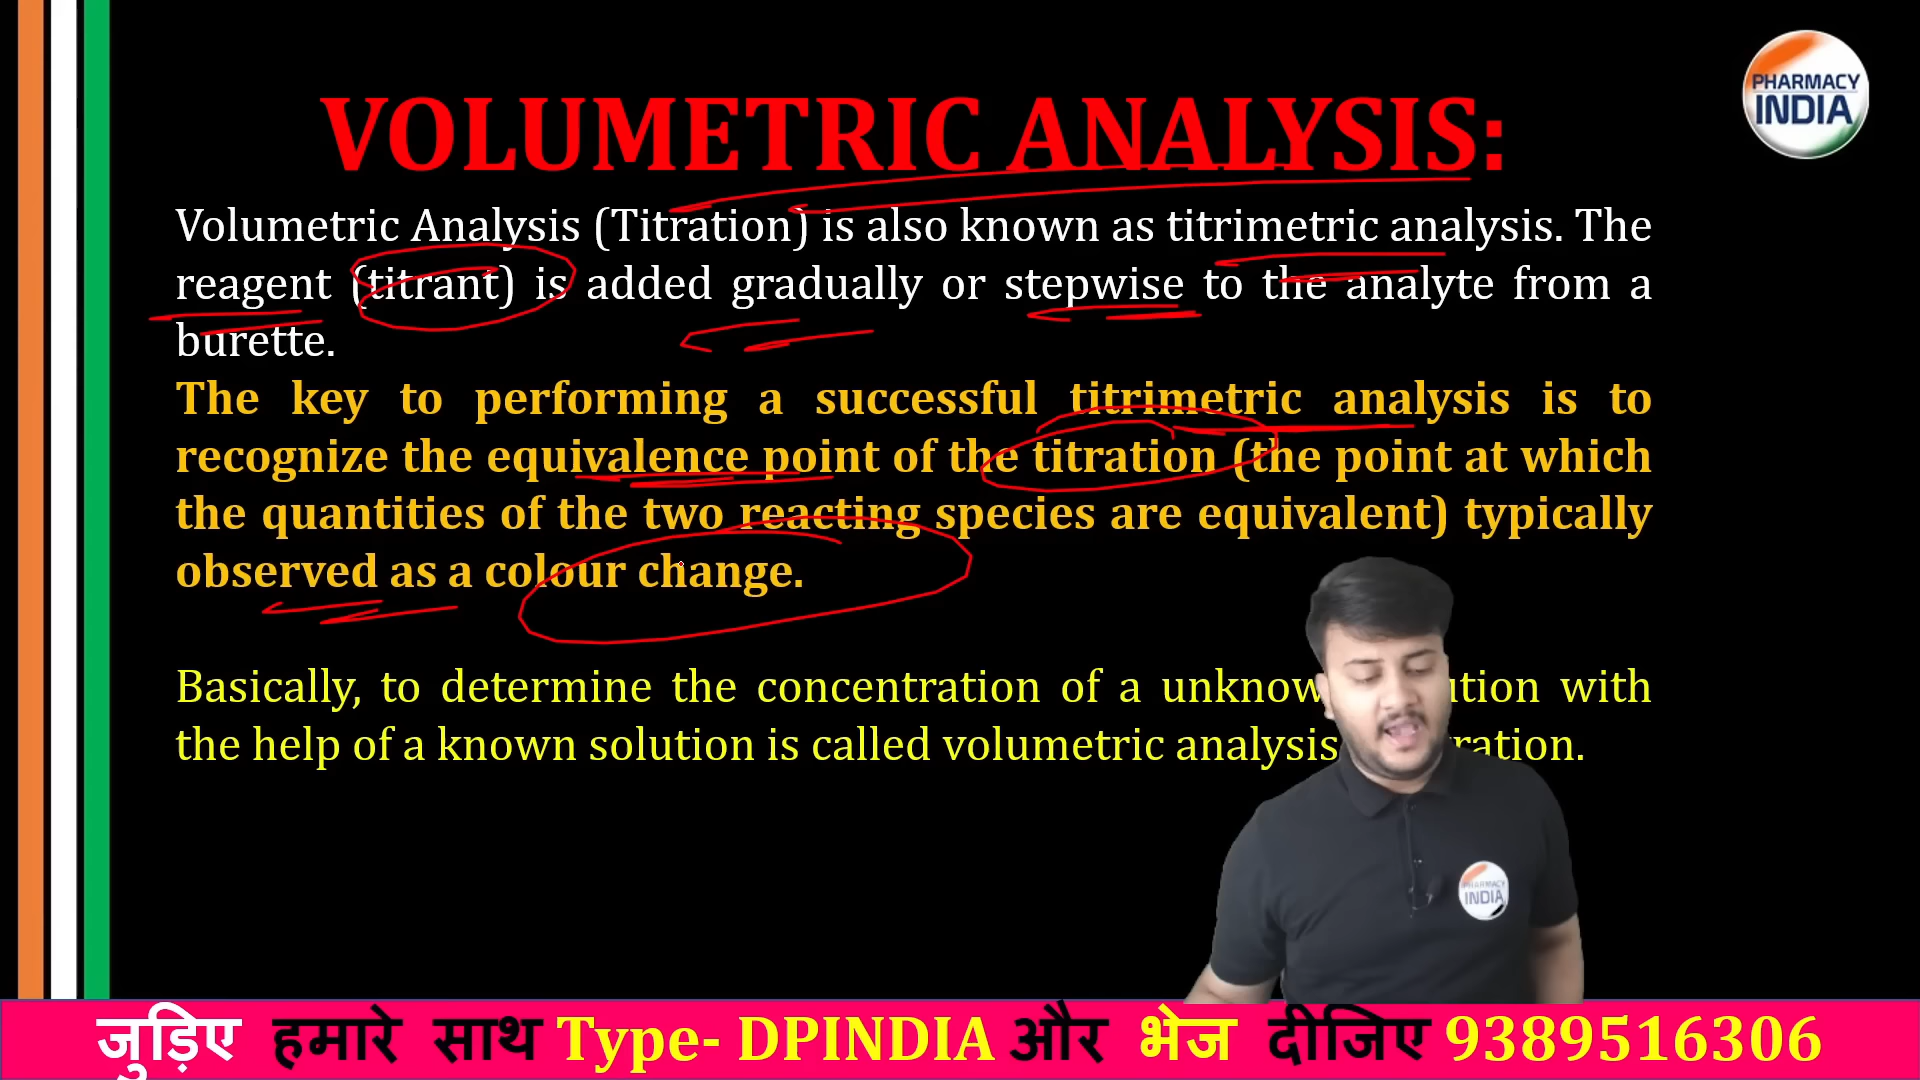 PHARMACY
INDIA
VOLUMETRIC ANALYSIS:
Volumetric Analysis (Titration) is also known as titrimetric analysis. The
reagent (titrant) is added gradually or stepwise to the analyte from a
burette.
The key to performing a successful titrimetric analysis is to
recognize the equivalence point of the titration (the point at which
the quantities of the two reacting species are equivalent) typically
observed as a colour change.
Basically, to determine the concentration of a with
the help of a known solution is called volumetric analysis
PHARMACY
INDIA
जुड़िए हमारे साथ Type- DPINDIA और भेज दीजिए 9389516306